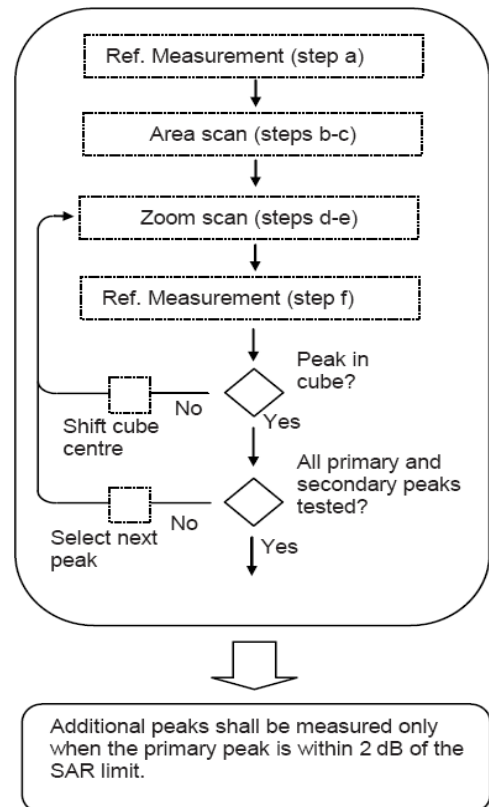 Ref. Measurement (step a)
Area scan (steps b-c)
Zoom scan (steps d-e)
Ref. Measurement (step f)
Peak in
cube?
No
Yes
Shift cube
centre
All primary and
secondary peaks
tested?
No
Select next
peak
Yes
Additional peaks shall be measured only
when the primary peak is within 2 dB of the
SAR limit.